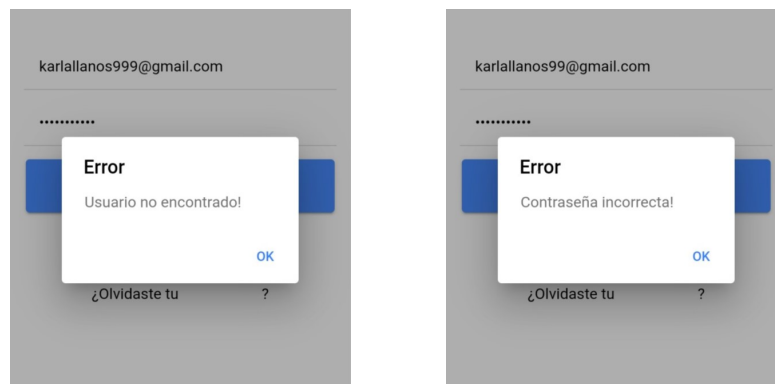 karlallanos999@gmail.com
•••••••••••
Error
Usuario no encontrado!
OK
¿Olvidaste tu ?
karlallanos99@gmail.com
•••••••••••
Error
Contraseña incorrecta!
OK
¿Olvidaste tu ?